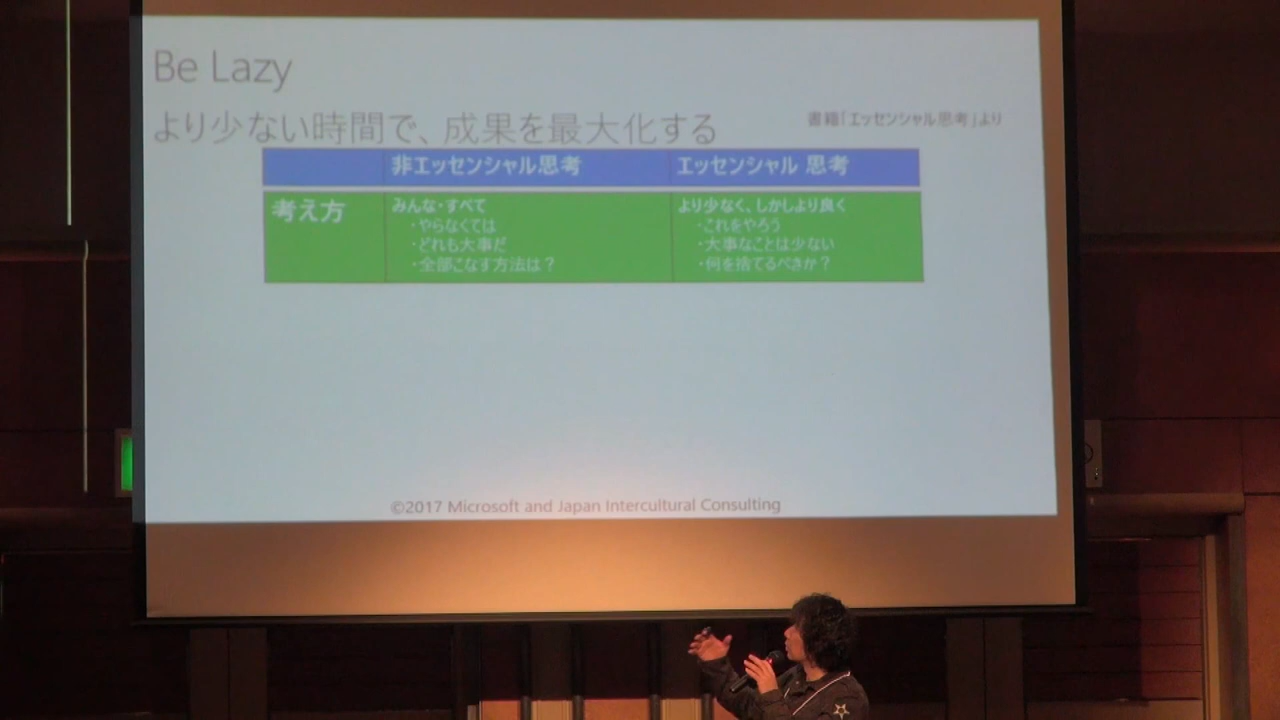 Be Lazy
より少ない時間で、成果を最大化する
書籍「エッセンシャル思考」より
非エッセンシャル思考
エッセンシャル 思考
考え方
みんな・すべて
・やらなくては
・どれも大事だ
・全部こなす方法は？
より少なく、しかしより良く
・これをやろう
・大事なことは少ない
・何を捨てるべきか？
©2017 Microsoft and Japan Intercultural Consulting